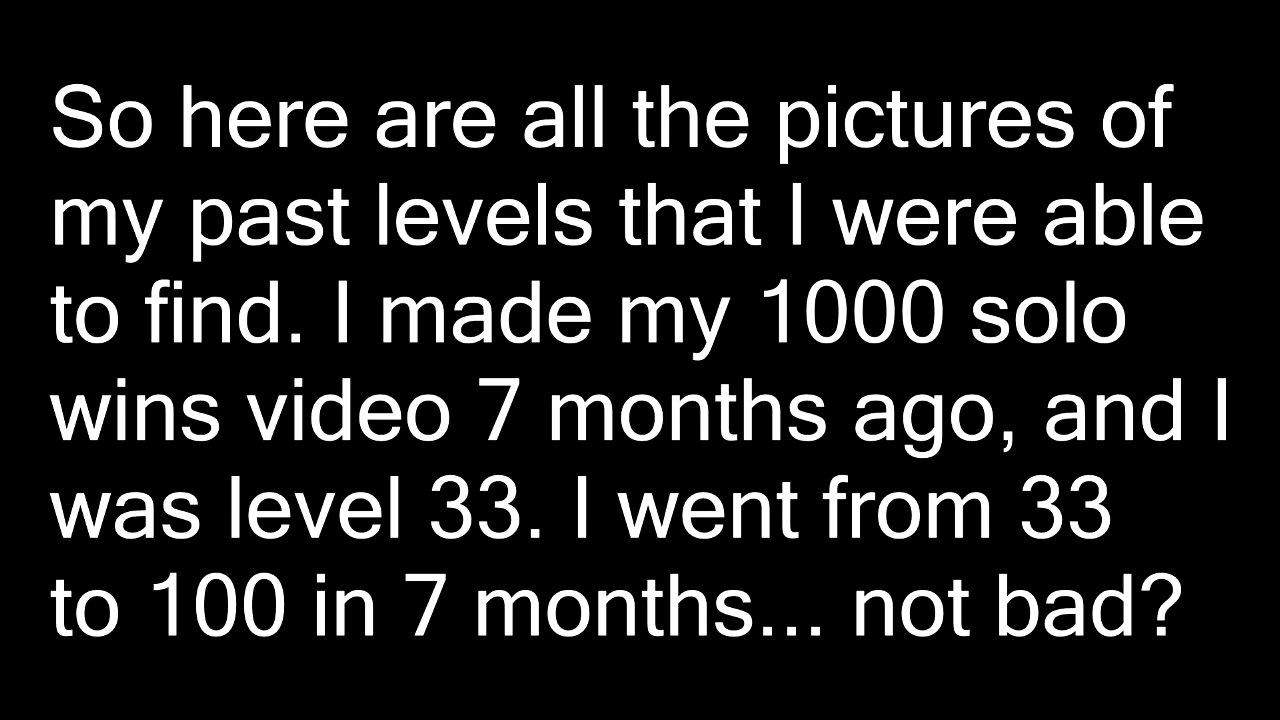 So here are all the pictures of
my past levels that I were able
to find. I made my 1000 solo
wins video 7 months ago, and I
was level 33. I went from 33
to 100 in 7 months... not bad?